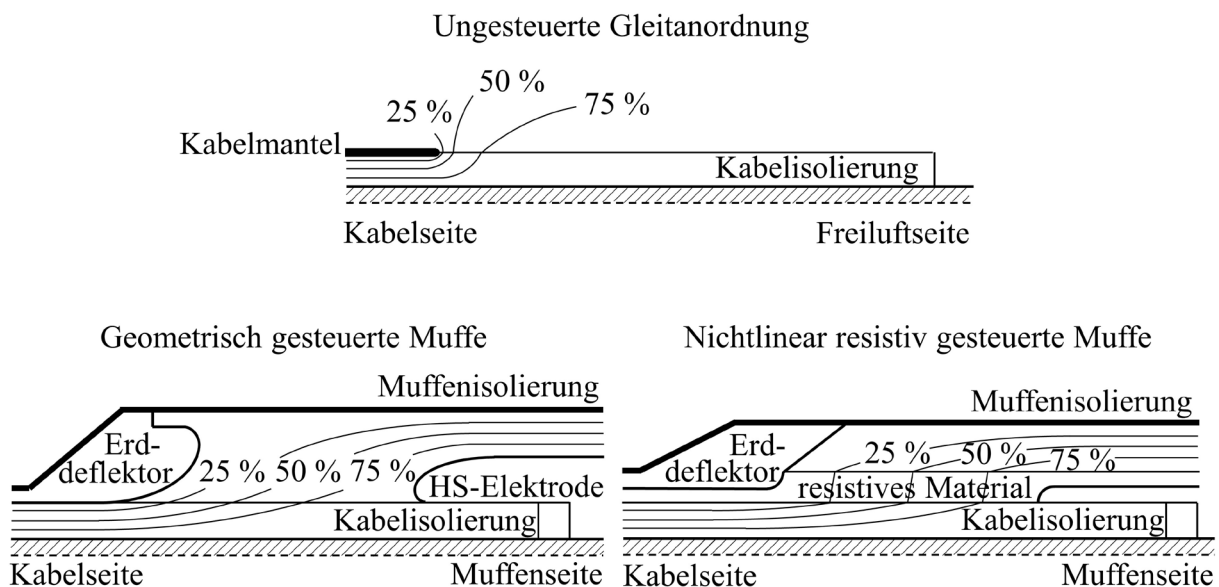 Ungesteuerte Gleitanordnung
50 %
25 %
75 %
Kabelmantel
Kabelisolierung
Kabelseite
Freiluftseite
Geometrisch gesteuerte Muffe
Muffenisolierung
Erd-
deflektor
25 %
50 %
75 %
HS-Elektrode
Kabelisolierung
Kabelseite
Muffenseite
Nichtlinear resistiv gesteuerte Muffe
Muffenisolierung
Erd-
deflektor
25 %
50 %
75 %
resistives Material
Kabelisolierung
Kabelseite
Muffenseite